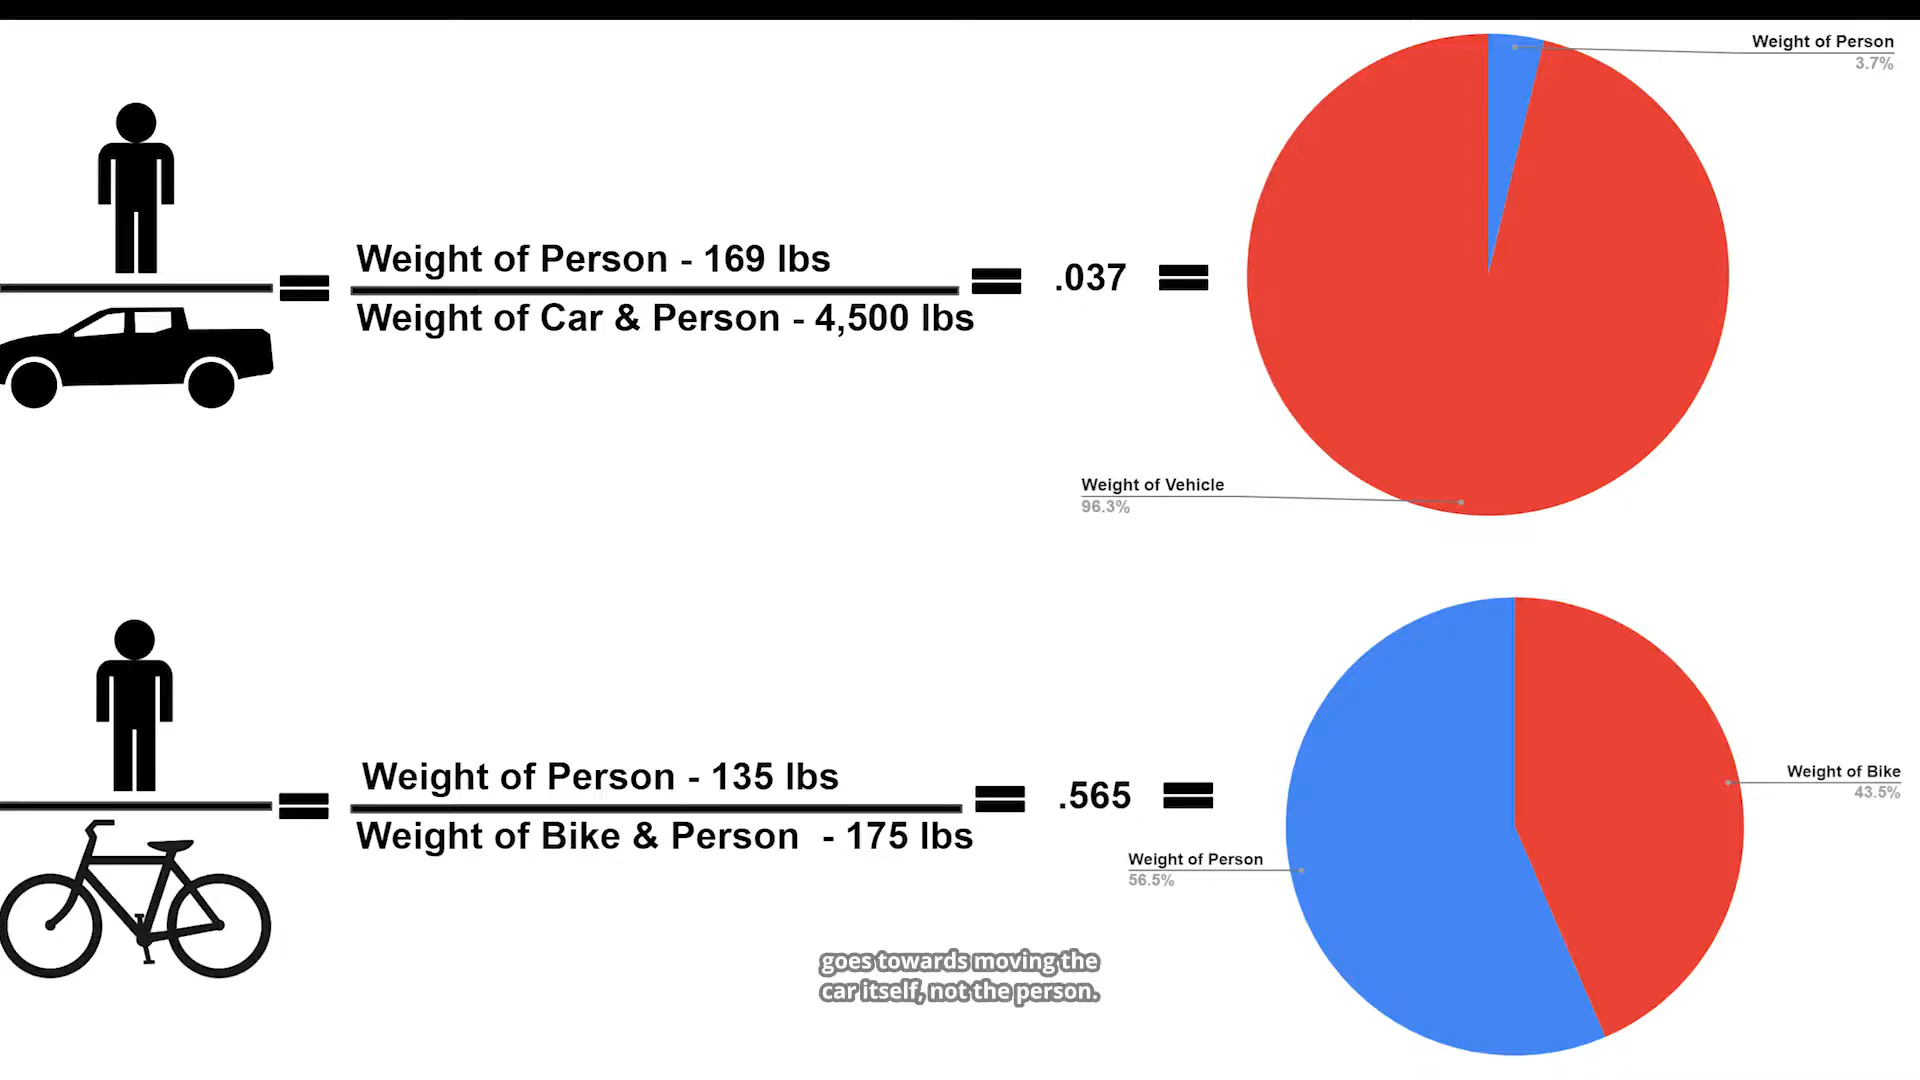 Weight of Person
3.7%
Weight of Person - 169 lbs
Weight of Car & Person - 4,500 lbs
= .037 =
Weight of Vehicle
96.3%
Weight of Person - 135 lbs
Weight of Bike & Person - 175 lbs
= .565 =
Weight of Bike
43.5%
Weight of Person
56.5%
goes towards moving the
car itself, not the person.